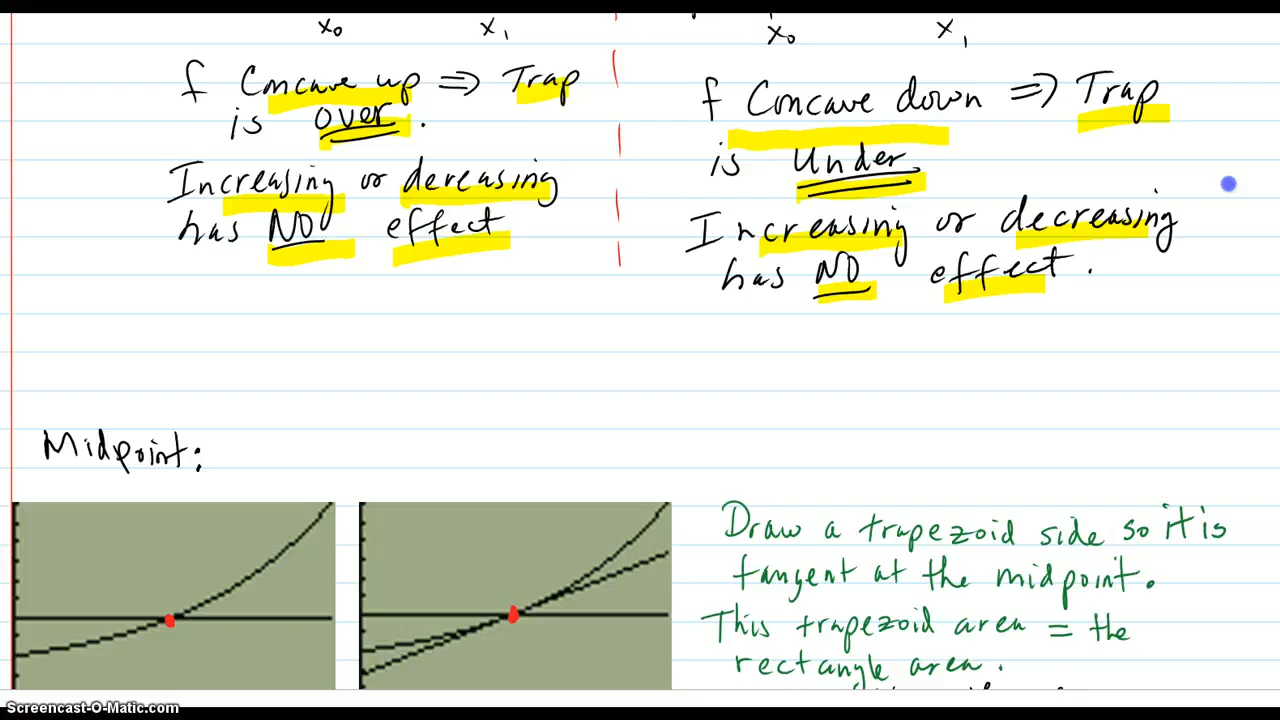 x₀ x₁
f Concave up ⇒ Trap
is over.
Increasing or dereasing
has NO effect
x₀ x₁
f Concave down ⇒ Trap
is Under
Increasing or decreasing
has NO effect.
Midpoint:
Draw a trapezoid side so it is
tangent at the midpoint.
This trapezoid area = the
rectangle area.
Screencast-O-Matic.com